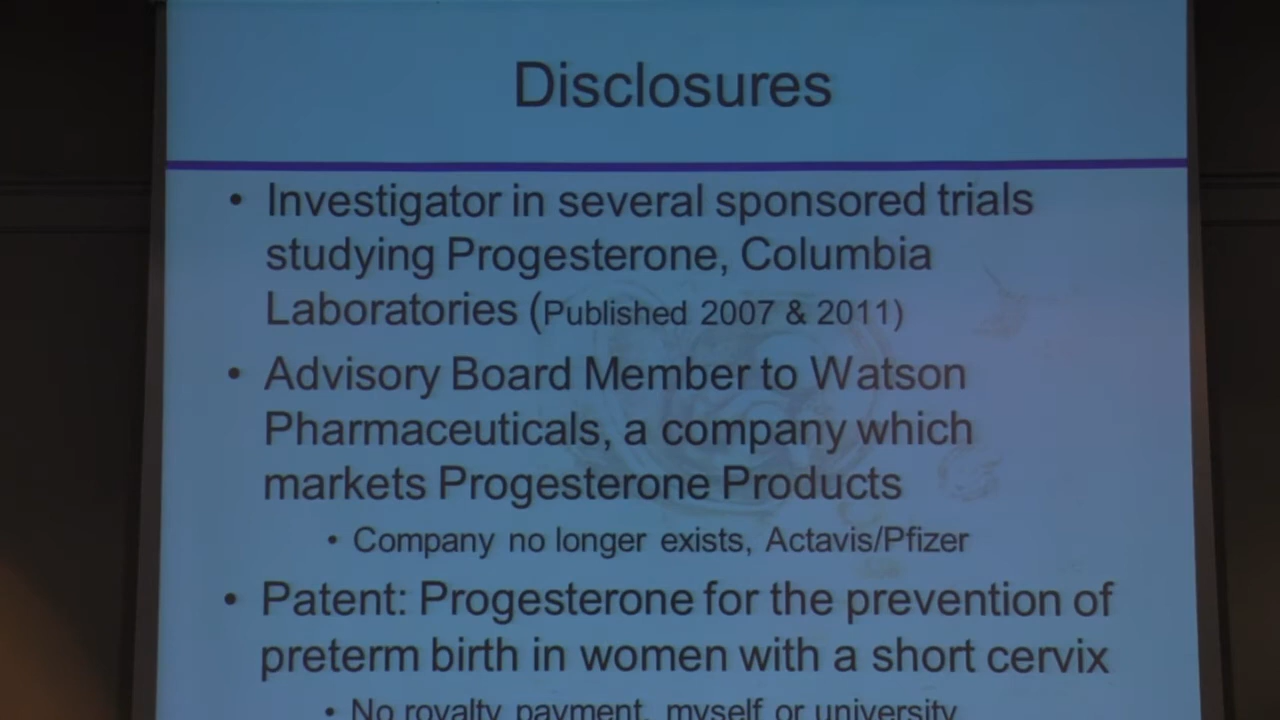 Disclosures
• Investigator in several sponsored trials
studying Progesterone, Columbia
Laboratories (Published 2007 & 2011)
• Advisory Board Member to Watson
Pharmaceuticals, a company which
markets Progesterone Products
• Company no longer exists, Actavis/Pfizer
• Patent: Progesterone for the prevention of
preterm birth in women with a short cervix
• No royalty payment, myself or university